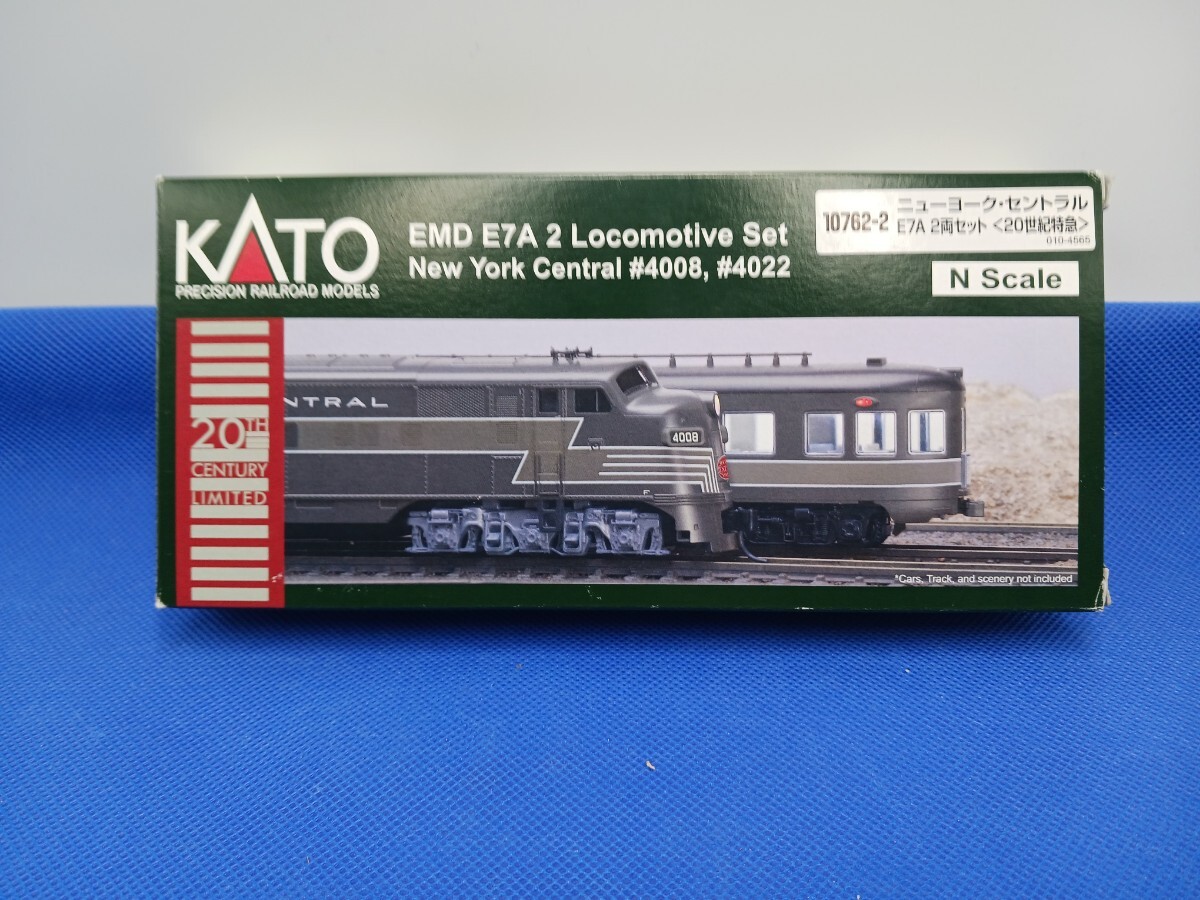 KATO
PRECISION RAILROAD MODELS
EMD E7A 2 Locomotive Set
New York Central #4008, #4022
10762-2
ニューヨーク・セントラル
E7A 2両セット <20世紀特急>
010-4565
N Scale
20TH
CENTURY
LIMITED
NTRAL
4008
F
*Cars, Track, and scenery not included